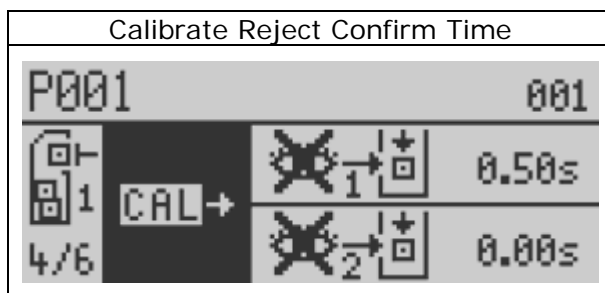 Calibrate Reject Confirm Time
P001 001
1
CAL
4/6
1 0.50s
2 0.00s